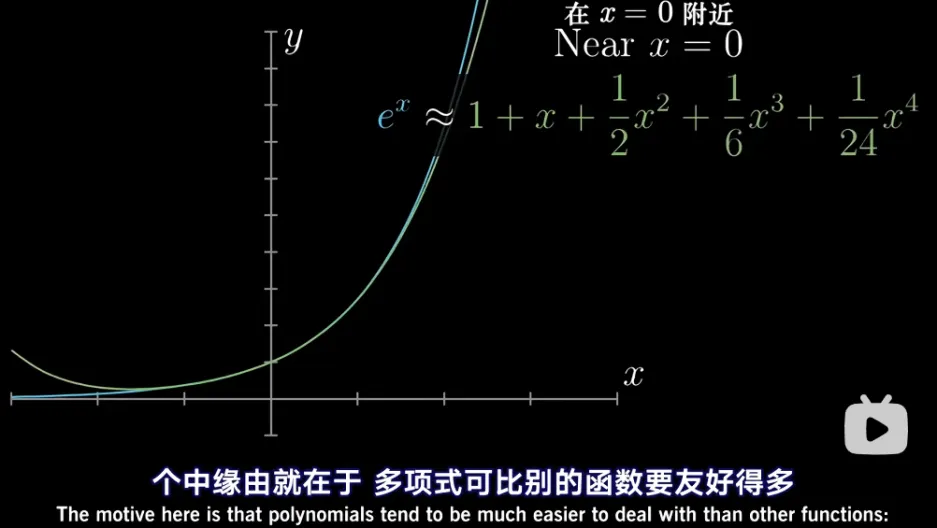 在 x = 0 附近
Near x = 0
y
e^x ≈ 1 + x + \frac{1}{2}x^2 + \frac{1}{6}x^3 + \frac{1}{24}x^4
x
个中缘由就在于 多项式可比别的函数要友好得多
The motive here is that polynomials tend to be much easier to deal with than other functions: